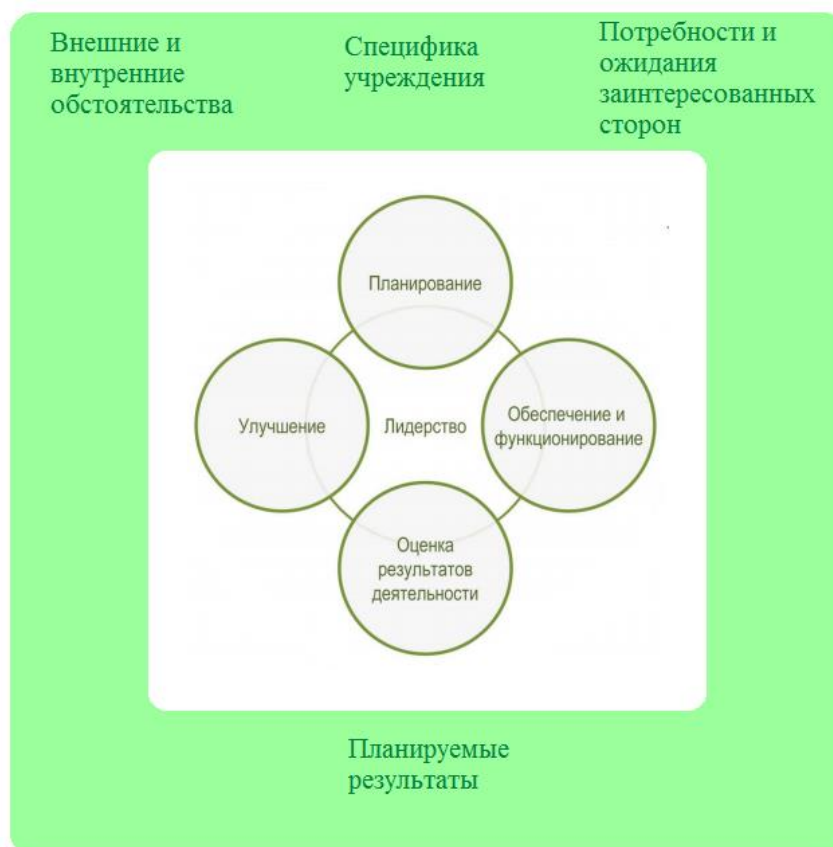 Внешние и
внутренние
обстоятельства
Специфика
учреждения
Потребности и
ожидания
заинтересованных
сторон
Планирование
Улучшение
Лидерство
Обеспечение и
функционирование
Оценка
результатов
деятельности
Планируемые
результаты